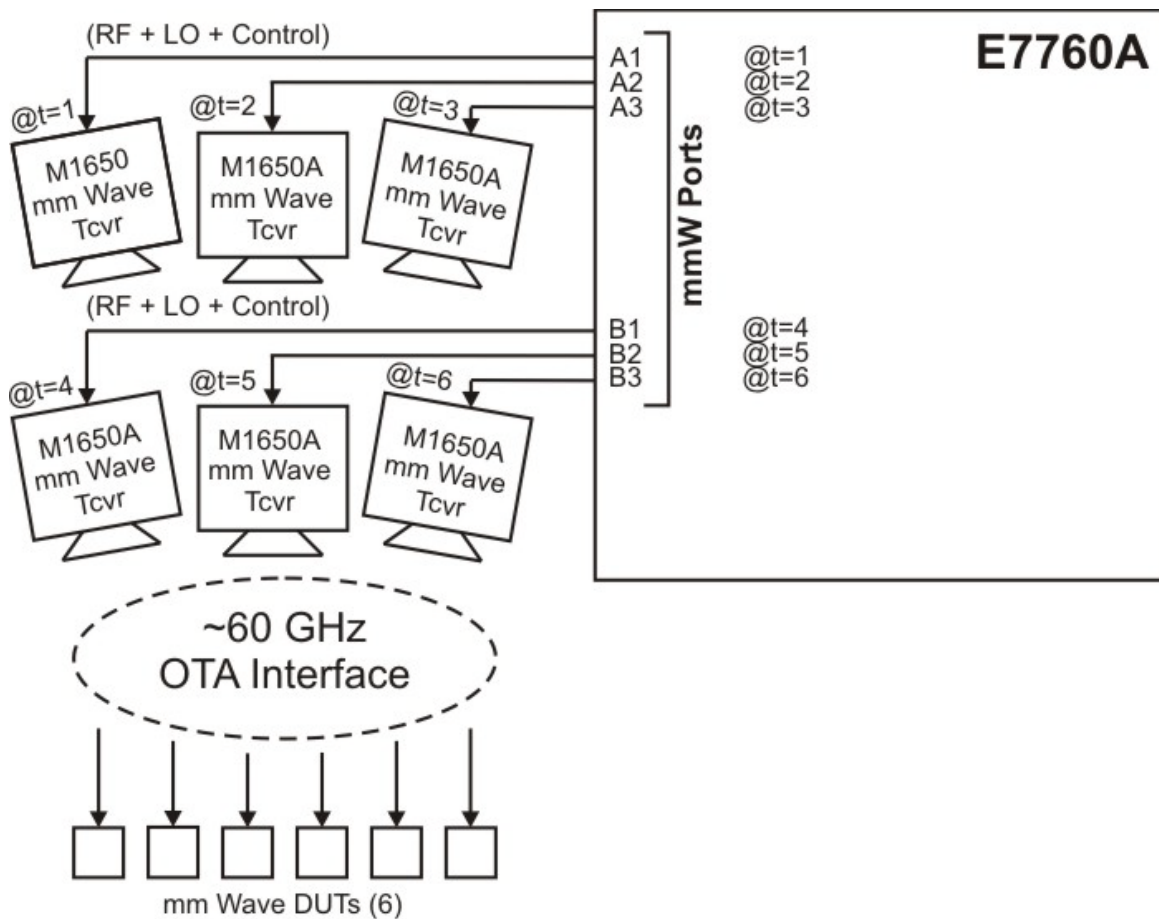 (RF + LO + Control)
E7760A
A1 @t=1
A2 @t=2
A3 @t=3
@t=1
@t=2
@t=3
M1650
mm Wave
Tcvr
M1650A
mm Wave
Tcvr
M1650A
mm Wave
Tcvr
mmW Ports
(RF + LO + Control)
B1 @t=4
B2 @t=5
B3 @t=6
@t=4
@t=5
@t=6
M1650A
mm Wave
Tcvr
M1650A
mm Wave
Tcvr
M1650A
mm Wave
Tcvr
~60 GHz
OTA Interface
mm Wave DUTs (6)